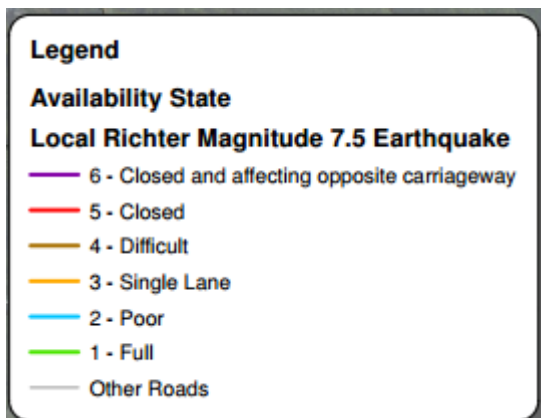 Legend
Availability State
Local Richter Magnitude 7.5 Earthquake
6 - Closed and affecting opposite carriageway
5 - Closed
4 - Difficult
3 - Single Lane
2 - Poor
1 - Full
Other Roads